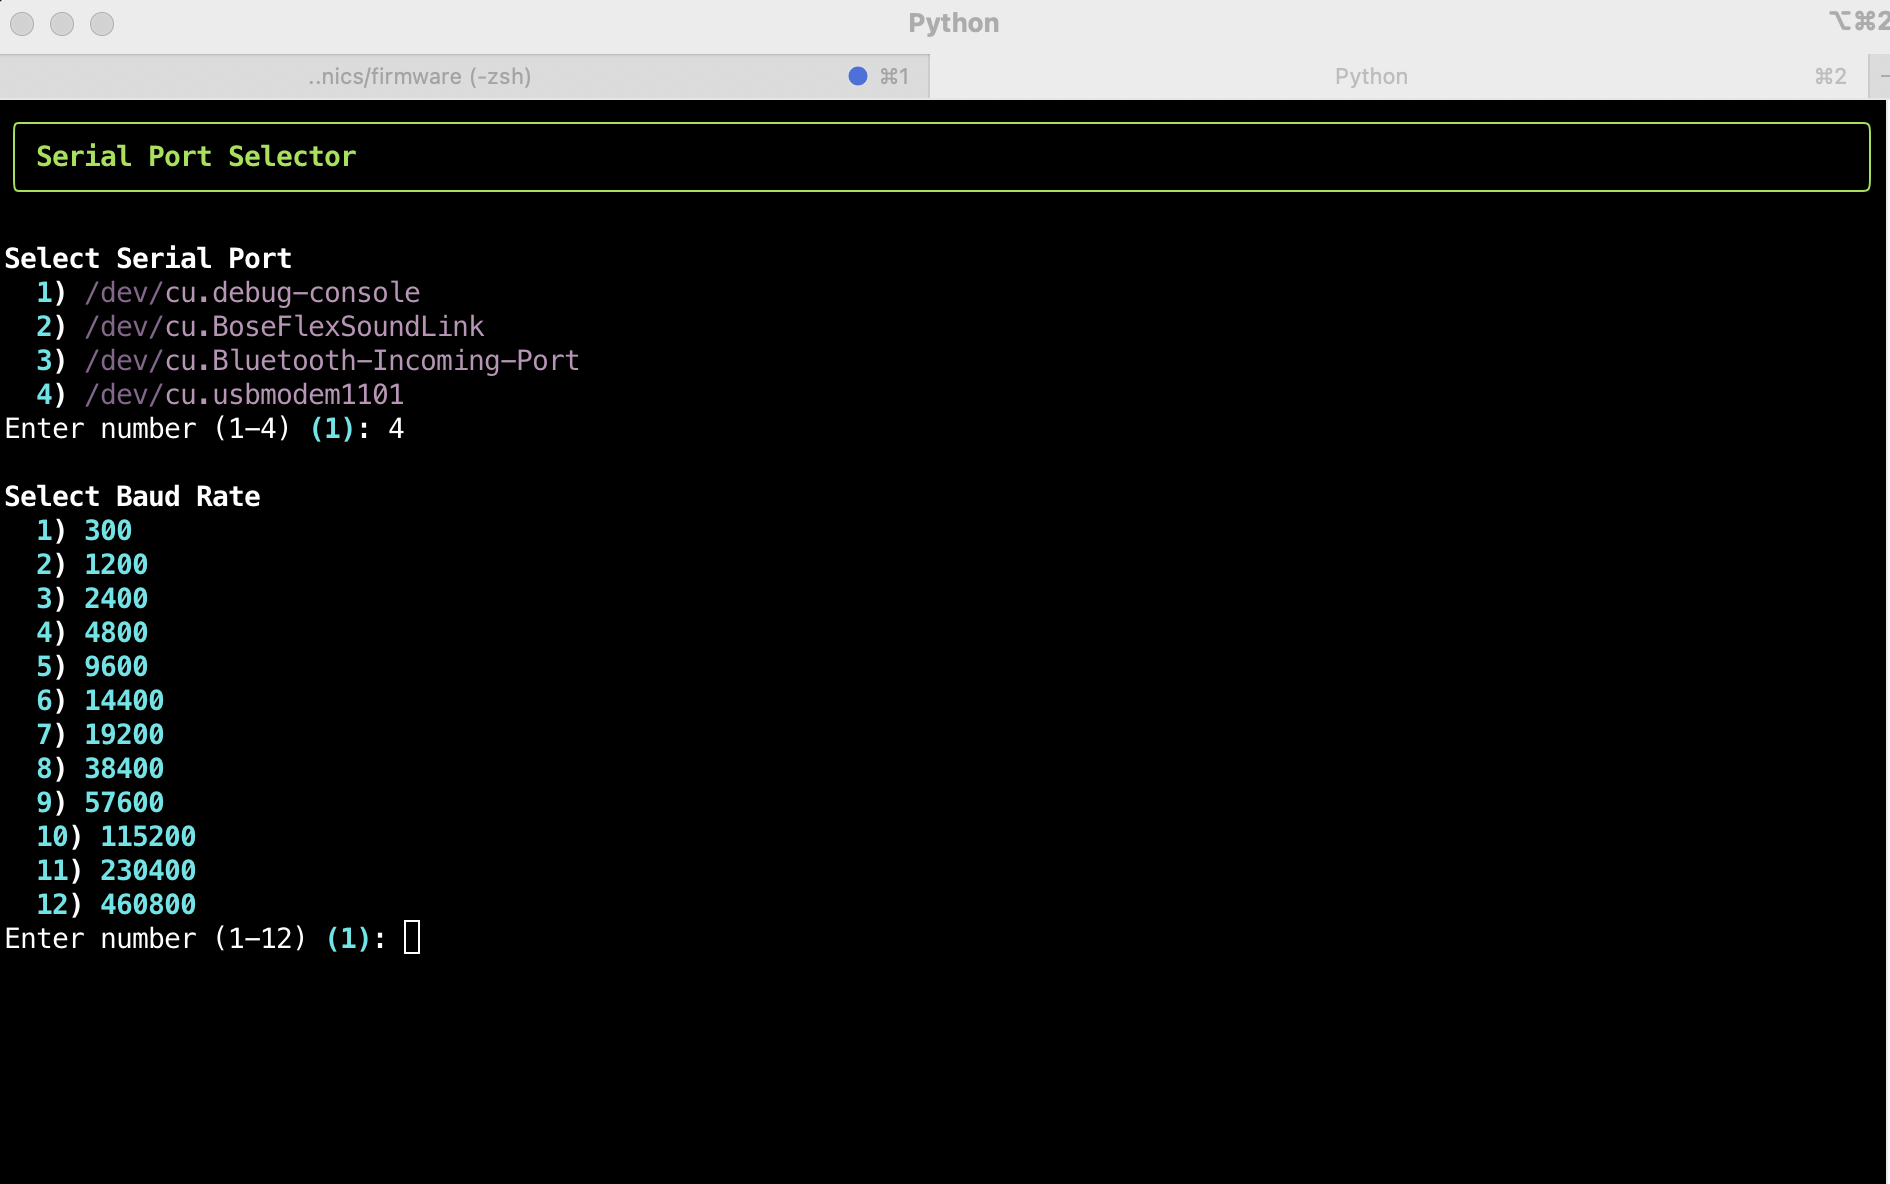 Python
⌥⌘2
..nics/firmware (-zsh)
⌘1
Python
⌘2
Serial Port Selector
Select Serial Port
1) /dev/cu.debug-console
2) /dev/cu.BoseFlexSoundLink
3) /dev/cu.Bluetooth-Incoming-Port
4) /dev/cu.usbmodem1101
Enter number (1-4) (1): 4
Select Baud Rate
1) 300
2) 1200
3) 2400
4) 4800
5) 9600
6) 14400
7) 19200
8) 38400
9) 57600
10) 115200
11) 230400
12) 460800
Enter number (1-12) (1):